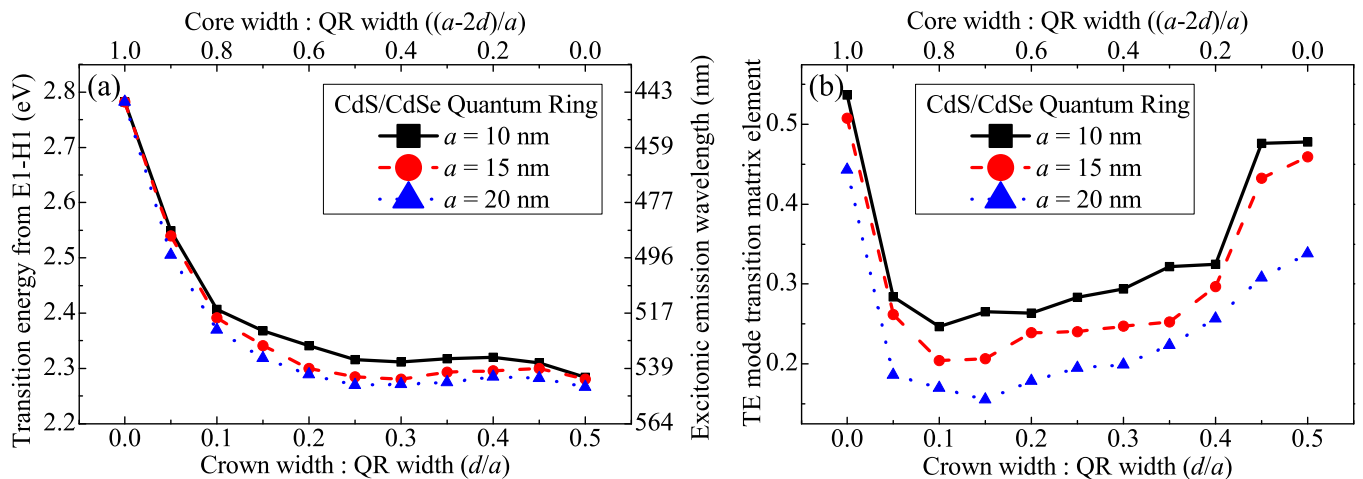 Core width : QR width ((a-2d)/a)
1.0 0.8 0.6 0.4 0.2 0.0
(a)
Transition energy from E1-H1 (eV)
2.8
2.7
2.6
2.5
2.4
2.3
2.2
CdS/CdSe Quantum Ring
a = 10 nm
a = 15 nm
a = 20 nm
443
459
477
496
517
539
564
Excitonic emission wavelength (nm)
0.0 0.1 0.2 0.3 0.4 0.5
Crown width : QR width (d/a)
Core width : QR width ((a-2d)/a)
1.0 0.8 0.6 0.4 0.2 0.0
(b)
TE mode transition matrix element
0.5
0.4
0.3
0.2
CdS/CdSe Quantum Ring
a = 10 nm
a = 15 nm
a = 20 nm
0.0 0.1 0.2 0.3 0.4 0.5
Crown width : QR width (d/a)